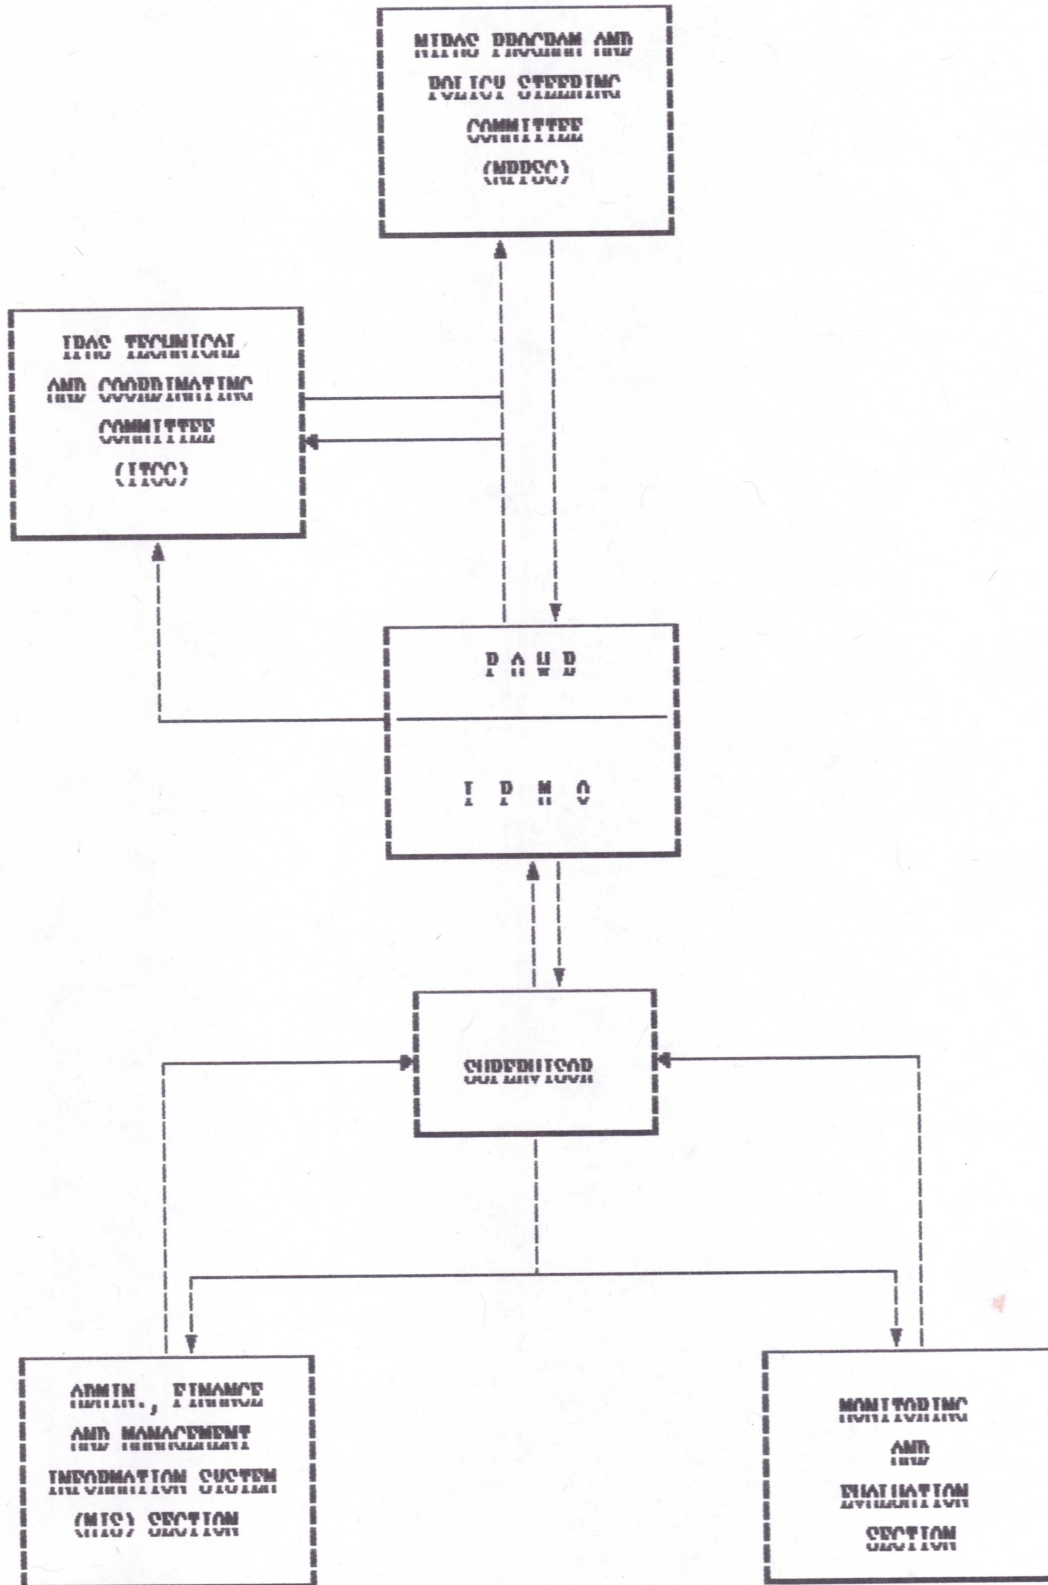 NIPAS PROGRAM AND
POLICY STEERING
COMMITTEE
(NPPSC)
IPAS TECHNICAL
AND COORDINATING
COMMITTEE
(ITCC)
P A W B
I P M O
SUPERVISOR
ADMIN., FINANCE
AND MANAGEMENT
INFORMATION SYSTEM
(MIS) SECTION
MONITORING
AND
EVALUATION
SECTION